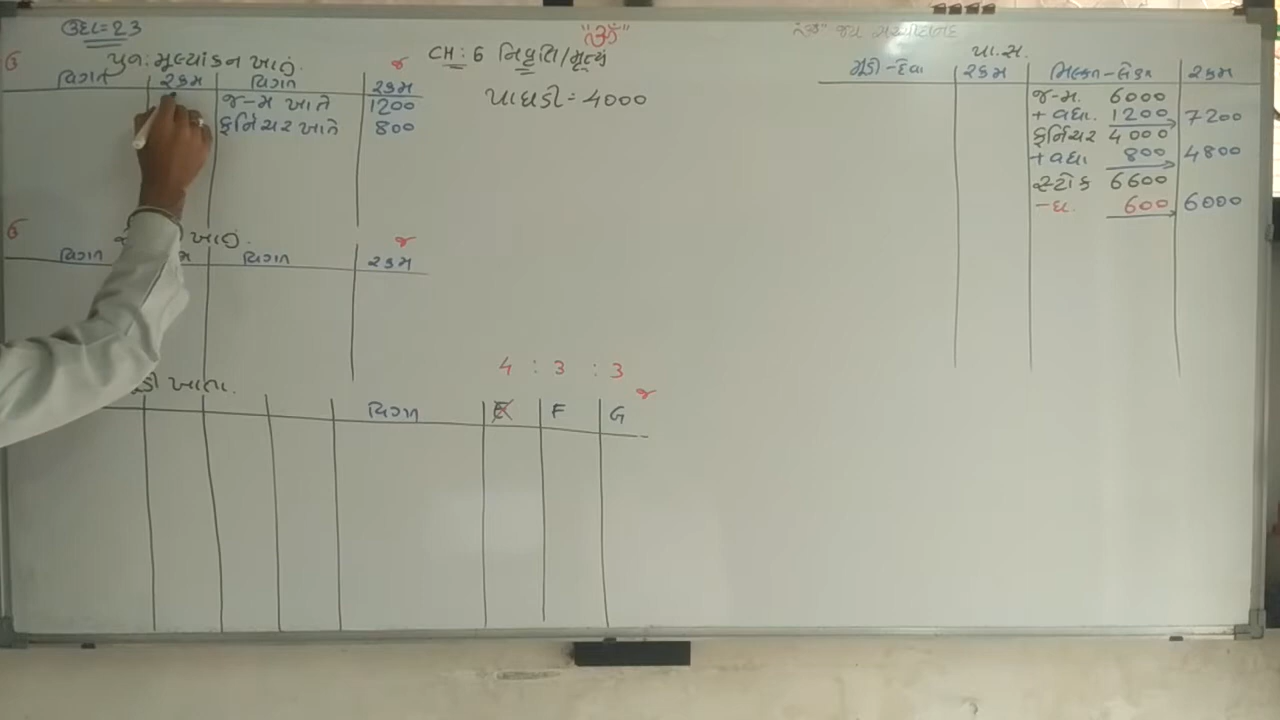 ઉદા=23
"ૐ"
પુનઃમૂલ્યાંકન ખાતું.
ઉ
જ
CH : 6 નિવૃત્તિ/મૃત્યુ
વિગત રકમ વિગત રકમ
જ-મ ખાતે 1200
ફર્નિચર ખાતે 800
પાઘડી = 4000
પા.સ.
મૂડી-દેવા રકમ મિલ્કત-લેણાં રકમ
જ-મ. 6000
+ વધા. 1200 7200
ફર્નિચર 4000
+વધા 800 4800
સ્ટોક 6600
-ઘ. 600 6000
ઉ
ખાતું.
જ
વિગત વિગત રકમ
4 : 3 : 3
ખાતા.
જ
વિગત E F G